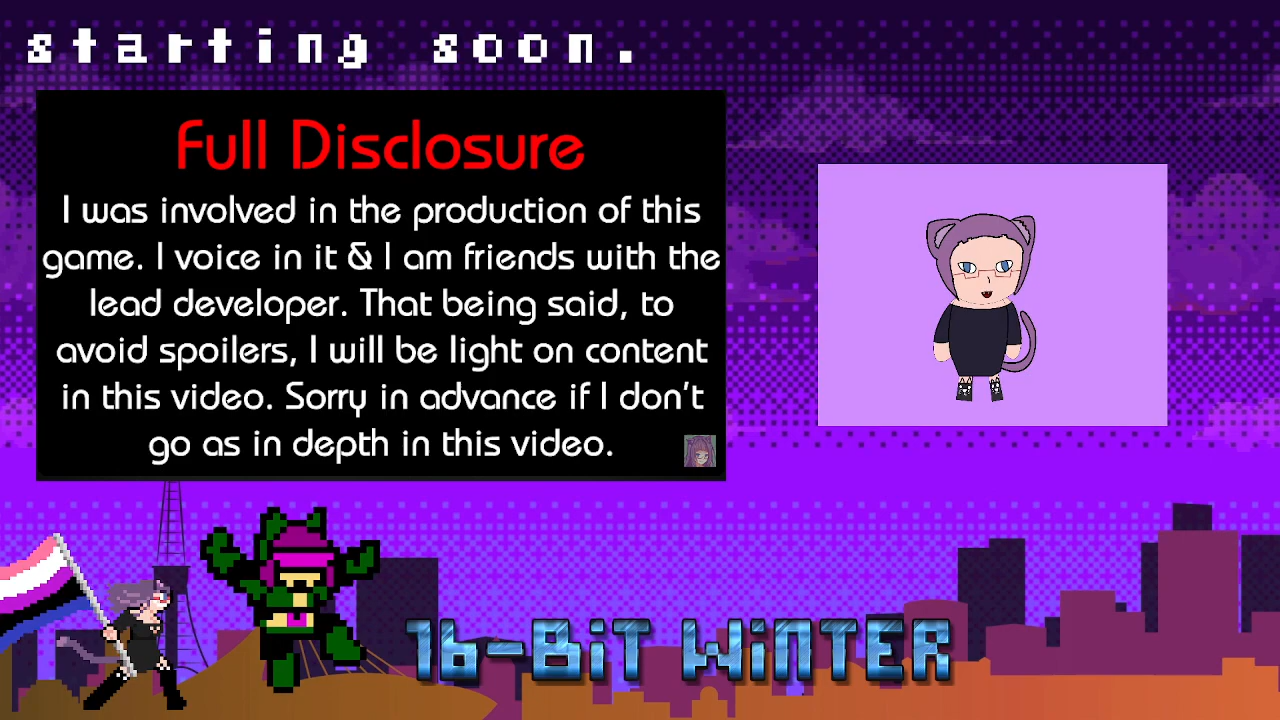 starting soon.
Full Disclosure
I was involved in the production of this
game. I voice in it & I am friends with the
lead developer. That being said, to
avoid spoilers, I will be light on content
in this video. Sorry in advance if I don't
go as in depth in this video.
16-BiT WiNTER